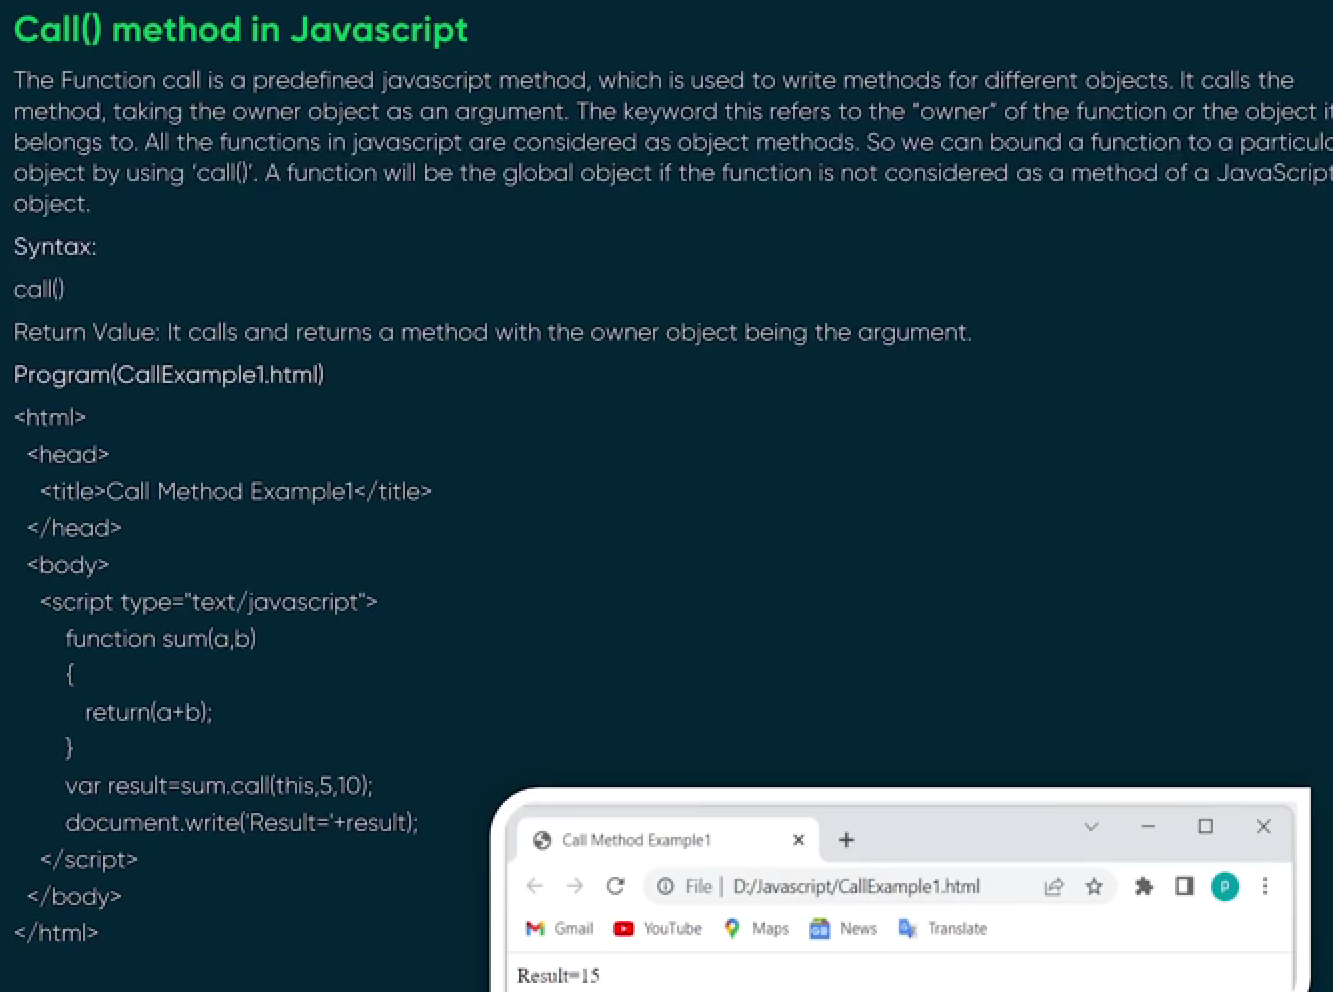 Call() method in Javascript
The Function call is a predefined javascript method, which is used to write methods for different objects. It calls the
method, taking the owner object as an argument. The keyword this refers to the "owner" of the function or the object it
belongs to. All the functions in javascript are considered as object methods. So we can bound a function to a
object by using 'call()'. A function will be the global object if the function is not considered as a method of a JavaScript
object.
Syntax:
call()
Return Value: It calls and returns a method with the owner object being the argument.
Program(CallExample1.html)
<html>
<head>
<title>Call Method Example1</title>
</head>
<body>
<script type="text/javascript">
function sum(a,b)
{
return(a+b);
}
var result=sum.call(this,5,10);
document.write('Result='+result);
</script>
</body>
</html>
Call Method Example1
File | D:/Javascript/CallExample1.html
P
Gmail YouTube Maps News Translate
Result=15